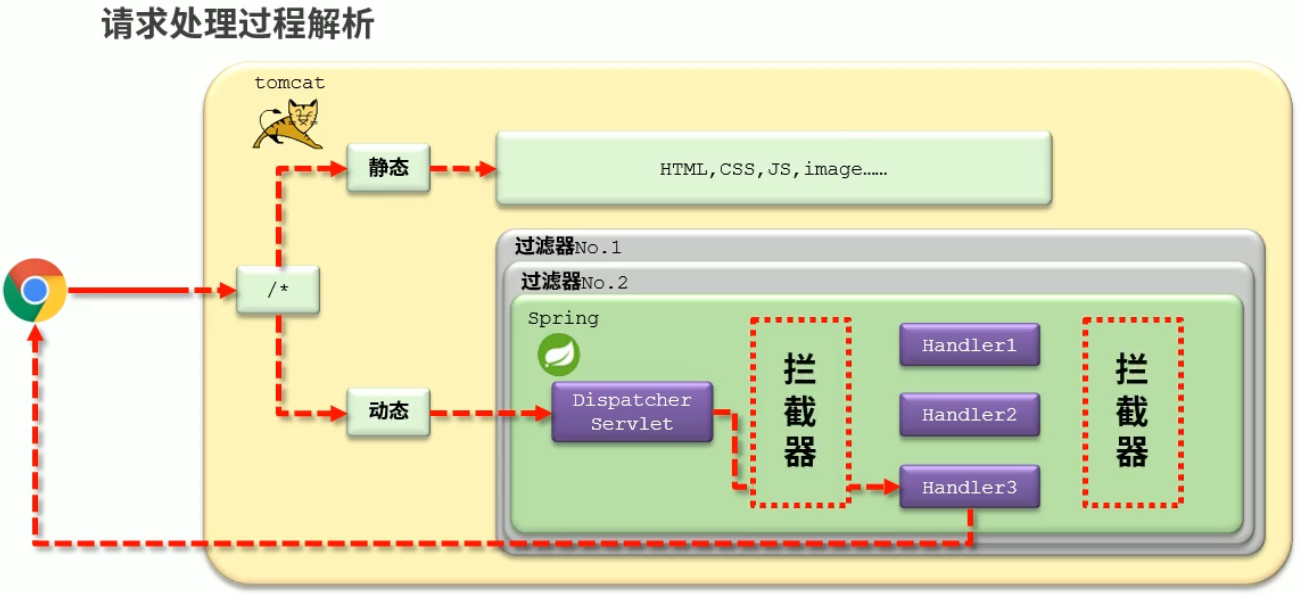 请求处理过程解析
tomcat
静态
HTML,CSS,JS,image……
/*
动态
过滤器No.1
过滤器No.2
Spring
Dispatcher
Servlet
拦
截
器
Handler1
Handler2
Handler3
拦
截
器